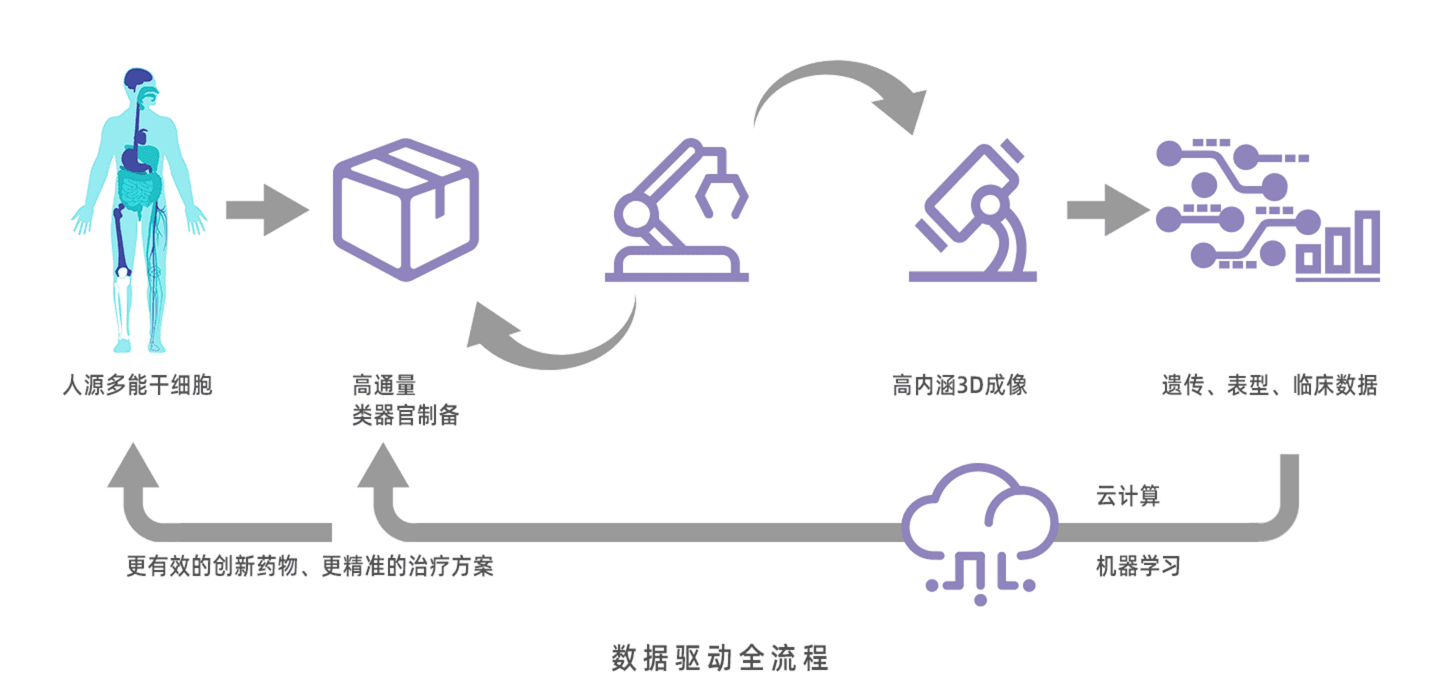 人源多能干细胞
高通量
类器官制备
高内涵3D成像
遗传、表型、临床数据
云计算
更有效的创新药物、更精准的治疗方案
机器学习
数据驱动全流程